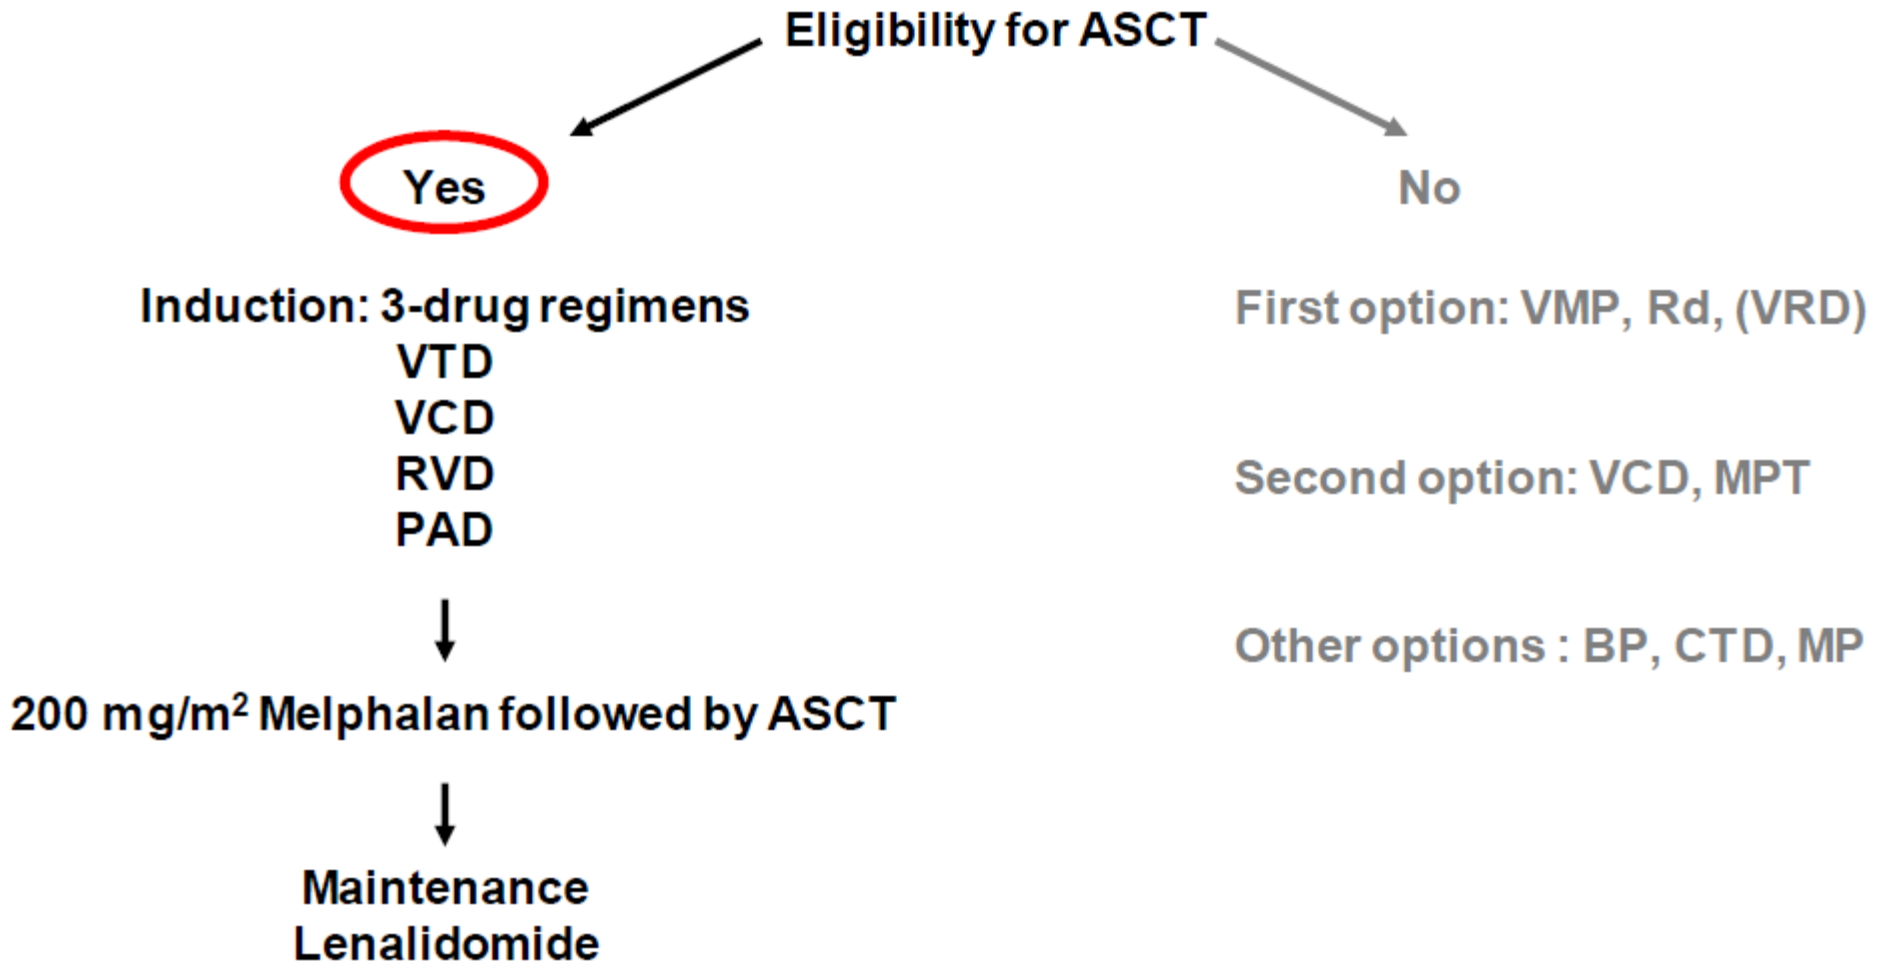 Eligibility for ASCT
Yes
Induction: 3-drug regimens
VTD
VCD
RVD
PAD
200 mg/m² Melphalan followed by ASCT
Maintenance
Lenalidomide
No
First option: VMP, Rd, (VRD)
Second option: VCD, MPT
Other options : BP, CTD, MP